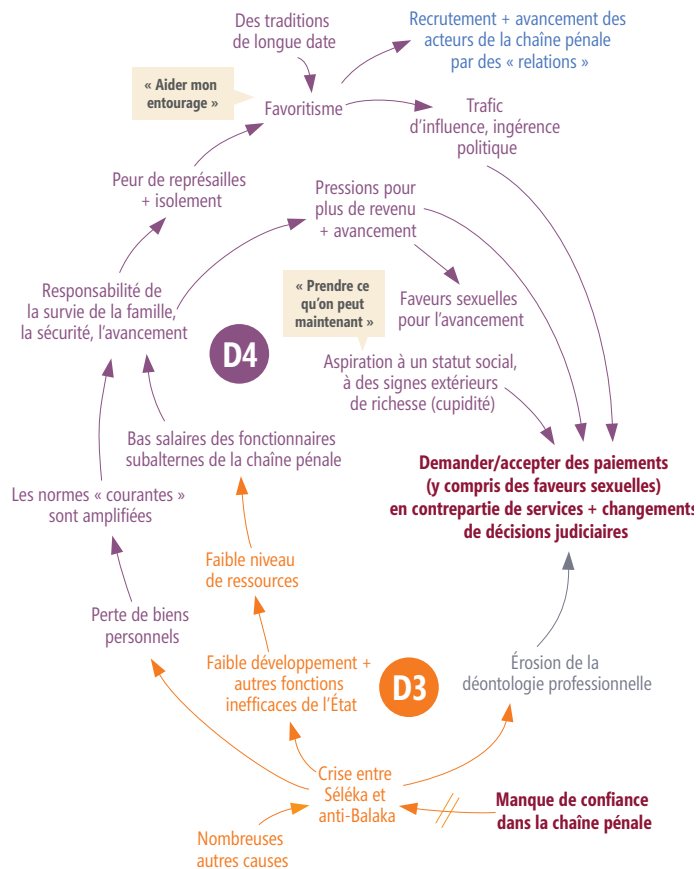 Des traditions
de longue date
Recrutement + avancement des
acteurs de la chaîne pénale
par des « relations »
« Aider mon
entourage »
Favoritisme
Trafic
d'influence, ingérence
politique
Peur de représailles
+ isolement
Pressions pour
plus de revenu
+ avancement
Responsabilité de
la survie de la famille,
la sécurité, l'avancement
« Prendre ce
qu'on peut
maintenant »
Faveurs sexuelles
pour l'avancement
D4
Aspiration à un statut social,
à des signes extérieurs
de richesse (cupidité)
Bas salaires des fonctionnaires
subalternes de la chaîne pénale
Demander/accepter des paiements
(y compris des faveurs sexuelles)
en contrepartie de services + changements
de décisions judiciaires
Les normes « courantes »
sont amplifiées
Faible niveau
de ressources
Perte de biens
personnels
Faible développement +
autres fonctions
inefficaces de l'État
D3
Érosion de la
déontologie professionnelle
Crise entre
Séléka et
anti-Balaka
Manque de confiance
dans la chaîne pénale
Nombreuses
autres causes